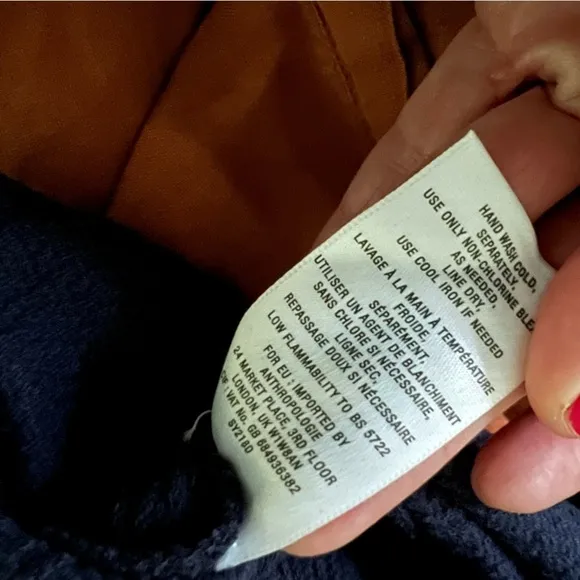 HAND WASH COLD,
SEPARATELY,
USE ONLY NON-CHLORINE
AS NEEDED,
LINE DRY,
USE COOL IRON IF NEEDED
LAVAGE À LA MAIN À TEMPÉRATURE
FROIDE,
SÉPARÉMENT,
UTILISER UN AGENT DE BLANCHIMENT
SANS CHLORE SI NÉCESSAIRE,
LIGNE SEC,
REPASSAGE DOUX SI NÉCESSAIRE
LOW FLAMMABILITY TO BS 5722
FOR EU : IMPORTED BY
ANTHROPOLOGIE
24 MARKET PLACE, 3RD FLOOR
LONDON, UK W1W8AN
: VAT No. GB 684936382
SY2180